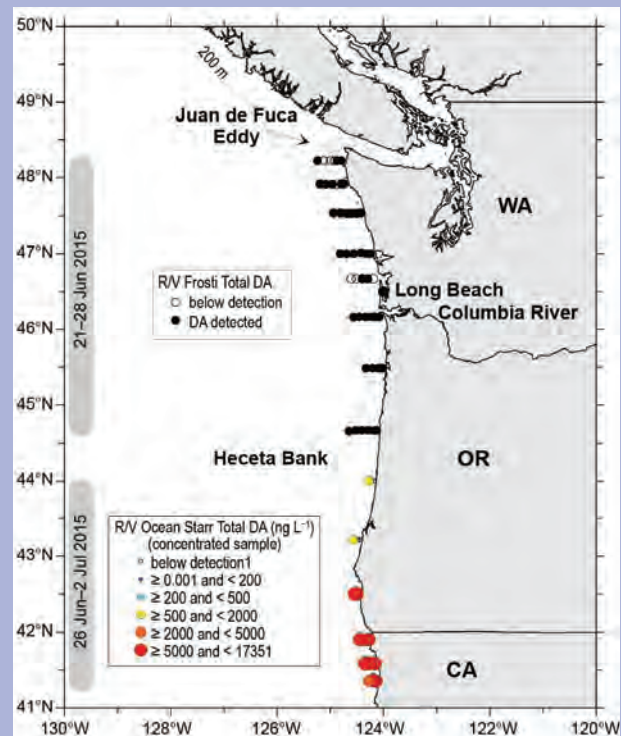 50°N
200 m
49°N
Juan de Fuca
Eddy
48°N
WA
47°N
21–28 Jun 2015
R/V Frosti Total DA
below detection
DA detected
Long Beach
Columbia River
46°N
45°N
Heceta Bank
OR
44°N
26 Jun–2 Jul 2015
R/V Ocean Starr Total DA (ng L⁻¹)
(concentrated sample)
below detection1
≥ 0.001 and < 200
≥ 200 and < 500
≥ 500 and < 2000
≥ 2000 and < 5000
≥ 5000 and < 17351
43°N
42°N
CA
41°N
130°W
128°W
126°W
124°W
122°W
120°W